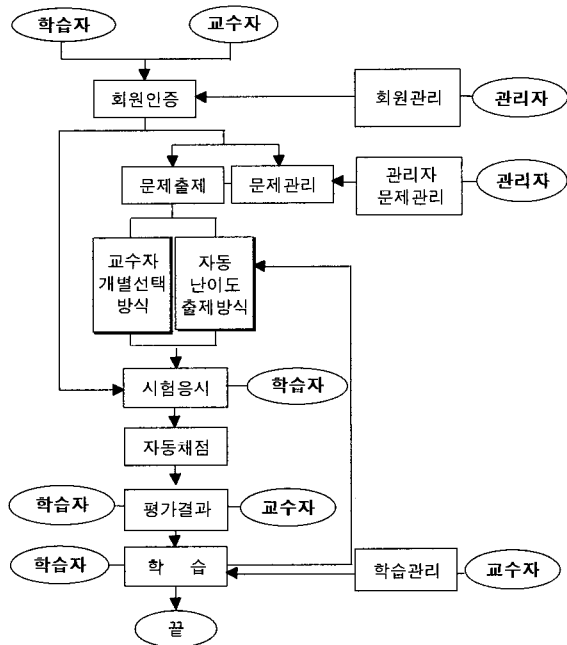 학습자
교수자
회원인증
회원관리
관리자
문제출제
문제관리
관리자
문제관리
관리자
교수자
개별선택
방식
자동
난이도
출제방식
시험응시
학습자
자동채점
학습자
평가결과
교수자
학습자
학 습
학습관리
교수자
끝